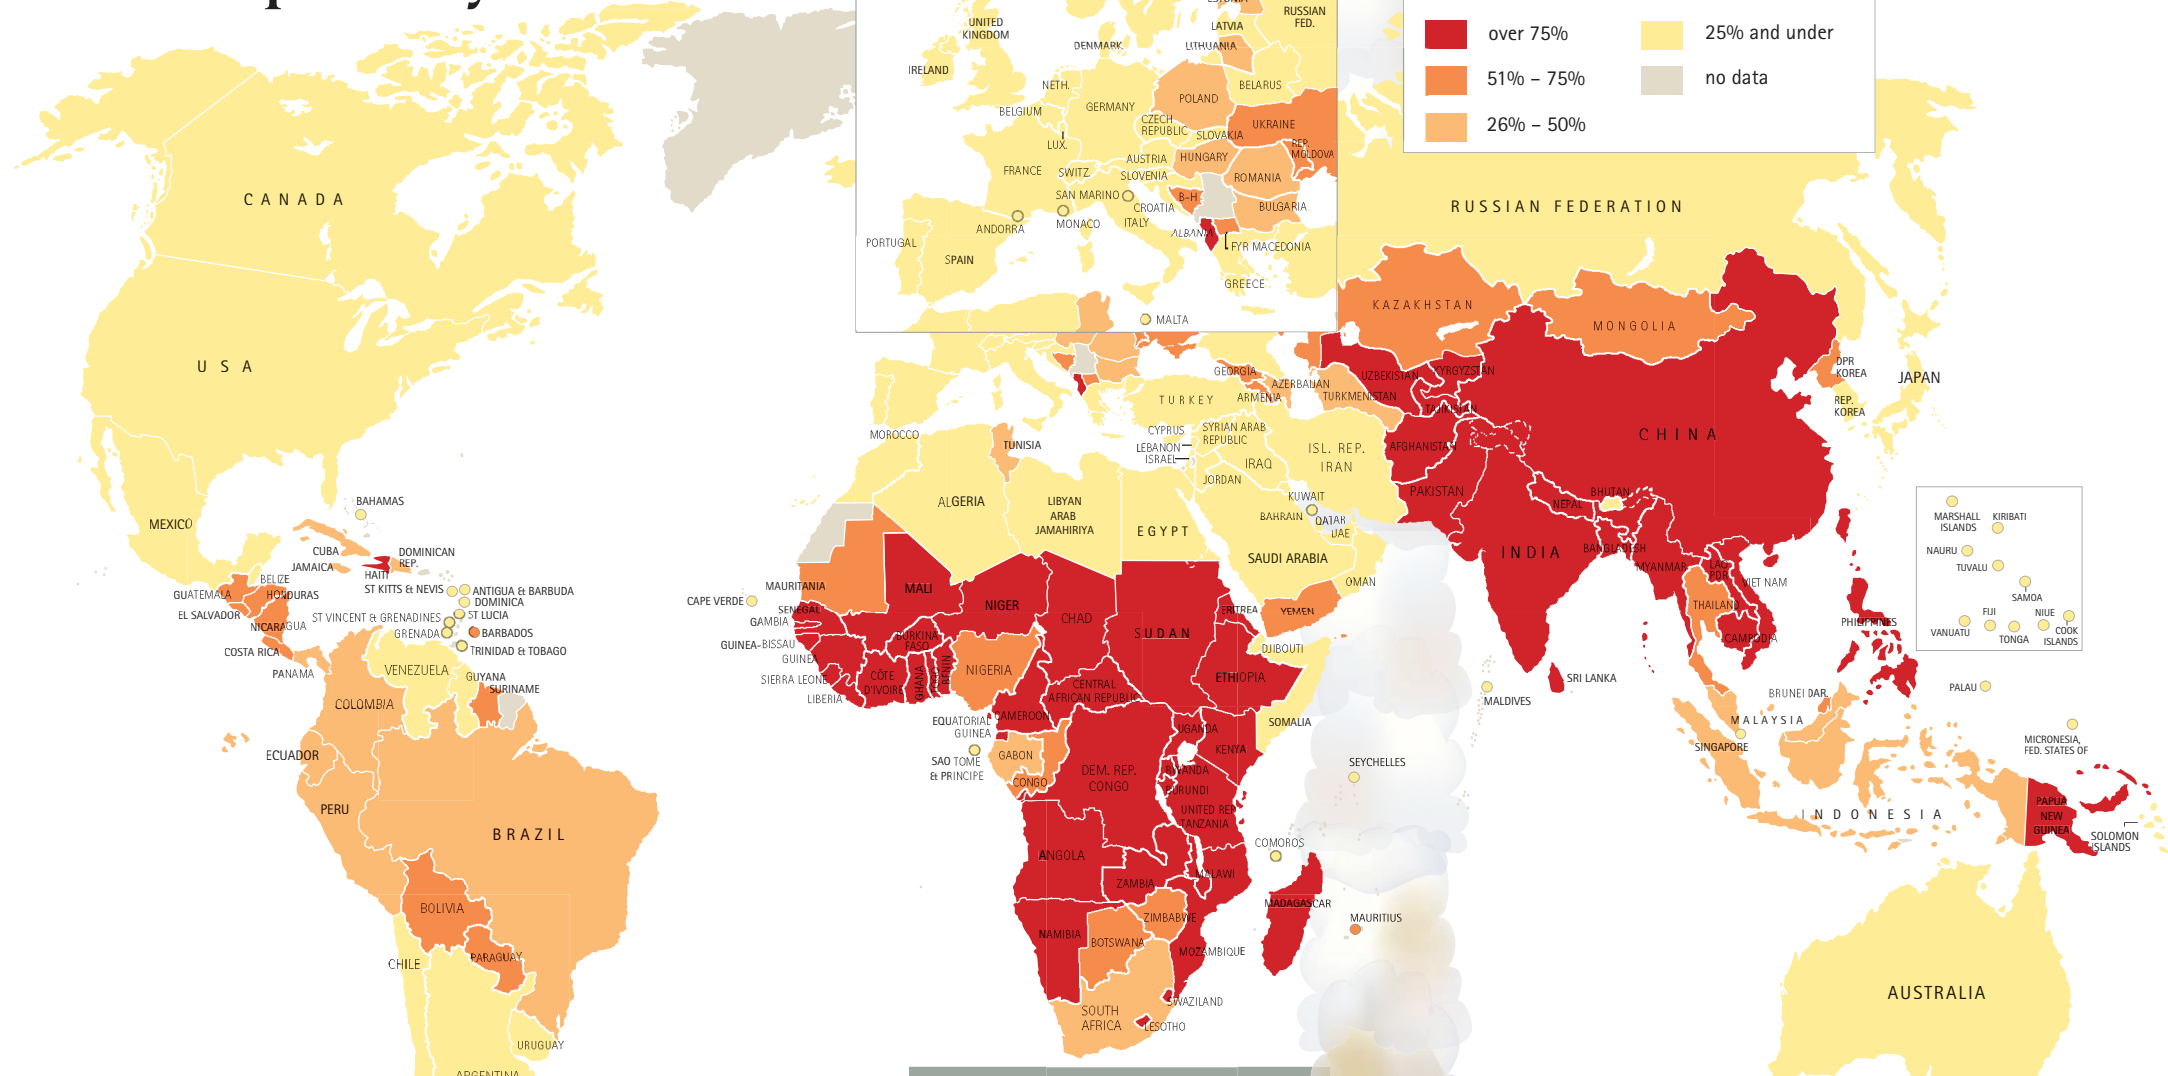 over 75%
51% – 75%
26% – 50%
25% and under
no data
UNITED
KINGDOM
IRELAND
DENMARK
LATVIA
LITHUANIA
RUSSIAN
FED.
NETH.
BELGIUM
GERMANY
POLAND
BELARUS
LUX.
CZECH
REPUBLIC
SLOVAKIA
UKRAINE
REP.
MOLDOVA
FRANCE
SWITZ.
AUSTRIA
HUNGARY
SLOVENIA
ROMANIA
SAN MARINO
CROATIA
B-H
BULGARIA
ANDORRA
MONACO
ITALY
ALBANIA
FYR MACEDONIA
PORTUGAL
SPAIN
GREECE
MALTA
CANADA
USA
MEXICO
BAHAMAS
CUBA
JAMAICA
HAITI
DOMINICAN
REP.
BELIZE
GUATEMALA
HONDURAS
EL SALVADOR
NICARAGUA
COSTA RICA
PANAMA
ST KITTS & NEVIS
ANTIGUA & BARBUDA
DOMINICA
ST LUCIA
ST VINCENT & GRENADINES
GRENADA
BARBADOS
TRINIDAD & TOBAGO
VENEZUELA
GUYANA
SURINAME
COLOMBIA
ECUADOR
PERU
BRAZIL
BOLIVIA
PARAGUAY
CHILE
URUGUAY
ARGENTINA
RUSSIAN FEDERATION
KAZAKHSTAN
MONGOLIA
GEORGIA
AZERBAIJAN
ARMENIA
TURKEY
UZBEKISTAN
KYRGYZSTAN
TURKMENISTAN
TAJIKISTAN
DPR
KOREA
REP.
KOREA
JAPAN
CHINA
MOROCCO
TUNISIA
ALGERIA
LIBYAN
ARAB
JAMAHIRIYA
EGYPT
CYPRUS
LEBANON
ISRAEL
SYRIAN ARAB
REPUBLIC
IRAQ
JORDAN
ISL. REP.
IRAN
KUWAIT
BAHRAIN
QATAR
UAE
SAUDI ARABIA
OMAN
YEMEN
AFGHANISTAN
PAKISTAN
NEPAL
BHUTAN
INDIA
BANGLADESH
MYANMAR
LAO
PDR
VIET NAM
THAILAND
CAMBODIA
PHILIPPINES
SRI LANKA
MALDIVES
BRUNEI DAR.
MALAYSIA
SINGAPORE
INDONESIA
PAPUA
NEW
GUINEA
SOLOMON
ISLANDS
AUSTRALIA
MARSHALL
ISLANDS
KIRIBATI
NAURU
TUVALU
SAMOA
FIJI
NIUE
VANUATU
TONGA
COOK
ISLANDS
PALAU
MICRONESIA,
FED. STATES OF
CAPE VERDE
MAURITANIA
MALI
NIGER
CHAD
SUDAN
ERITREA
DJIBOUTI
ETHIOPIA
SOMALIA
SENEGAL
GAMBIA
GUINEA-BISSAU
GUINEA
SIERRA LEONE
LIBERIA
CÔTE
D'IVOIRE
BURKINA
FASO
GHANA
BENIN
NIGERIA
CAMEROON
CENTRAL
AFRICAN REPUBLIC
EQUATORIAL
GUINEA
SAO TOME
& PRINCIPE
GABON
CONGO
DEM. REP.
CONGO
UGANDA
KENYA
RWANDA
BURUNDI
UNITED REP.
TANZANIA
ANGOLA
ZAMBIA
MALAWI
SEYCHELLES
COMOROS
MADAGASCAR
MAURITIUS
ZIMBABWE
NAMIBIA
BOTSWANA
MOZAMBIQUE
SWAZILAND
LESOTHO
SOUTH
AFRICA